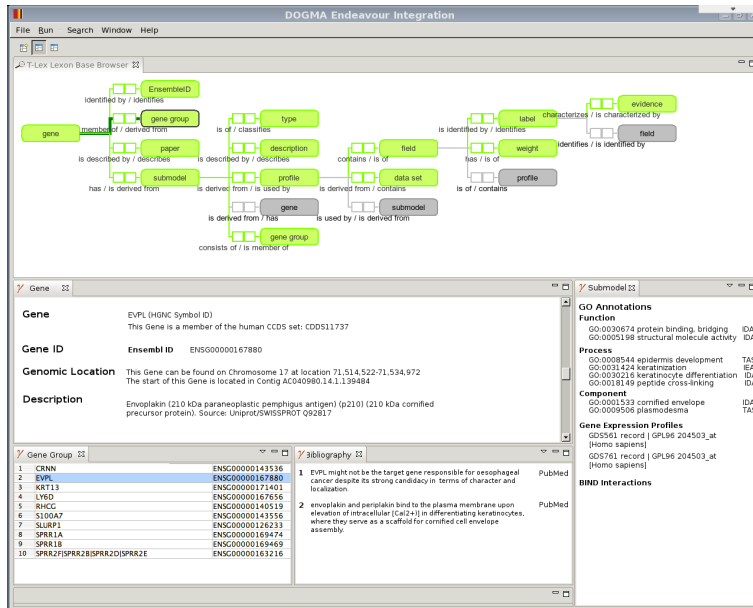 DOGMA Endeavour Integration
File Run Search Window Help
T-Lex Lexon Base Browser
EnsembleID
identified by / identifies
gene
gene group
member of / derived from
paper
is described by / describes
submodel
has / is derived from
type
is of / classifies
description
is described by / describes
profile
is derived from / is used by
gene
is derived from / has
gene group
consists of / is member of
field
contains / is of
data set
is derived from / contains
submodel
is used by / is derived from
label
is identified by / identifies
weight
has / is of
profile
is of / contains
evidence
characterizes / is characterized by
field
identifies / is identified by
Gene
Gene EVPL (HGNC Symbol ID)
This Gene is a member of the human CCDS set: CDDS11737
Gene ID Ensembl ID ENSG00000167880
Genomic Location This Gene can be found on Chromosome 17 at location 71,514,522-71,534,972
The start of this Gene is located in Contig AC040980.14.1.139484
Description Envoplakin (210 kDa paraneoplastic pemphigus antigen) (p210) (210 kDa cornified
precursor protein). Source: Uniprot/SWISSPROT Q92817
Submodel
GO Annotations
Function
GO:0030674 protein binding, bridging IDA
GO:0005198 structural molecule activity ID
Process
GO:0008544 epidermis development TAS
GO:0031424 keratinization IEA
GO:0030216 keratinocyte differentiation ID
GO:0018149 peptide cross-linking IDA
Component
GO:0001533 cornified envelope IDA
GO:0009506 plasmodesma TAS
Gene Expression Profiles
GDS561 record | GPL96 204503_at
[Homo sapiens]
GDS761 record | GPL96 204503_at
[Homo sapiens]
BIND Interactions
Gene Group
1 CRNN ENSG00000143536
2 EVPL ENSG00000167880
3 KRT13 ENSG00000171401
4 LY6D ENSG00000167656
5 RHCG ENSG00000140519
6 S100A7 ENSG00000143556
7 SLURP1 ENSG00000126233
8 SPRR1A ENSG00000169474
9 SPRR1B ENSG00000169469
10 SPRR2F|SPRR2B|SPRR2D|SPRR2E ENSG00000163216
Bibliography
1 EVPL might not be the target gene responsible for oesophageal PubMed
cancer despite its strong candidacy in terms of character and
localization.
2 envoplakin and periplakin bind to the plasma membrane upon PubMed
elevation of intracellular [Ca(2+)] in differentiating keratinocytes,
where they serve as a scaffold for cornified cell envelope
assembly.